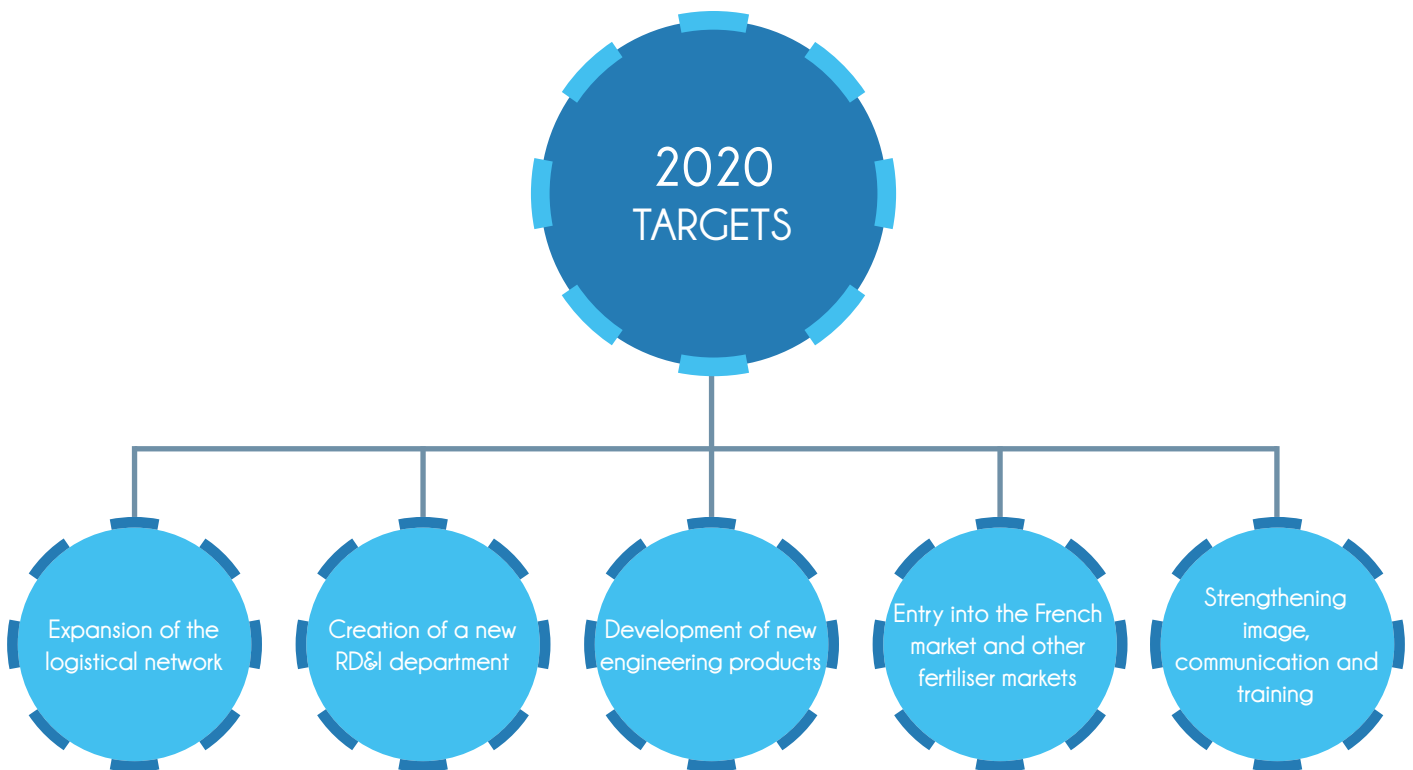 2020
TARGETS
Expansion of the
logistical network
Creation of a new
RD&I department
Development of new
engineering products
Entry into the French
market and other
fertiliser markets
Strengthening
image,
communication and
training